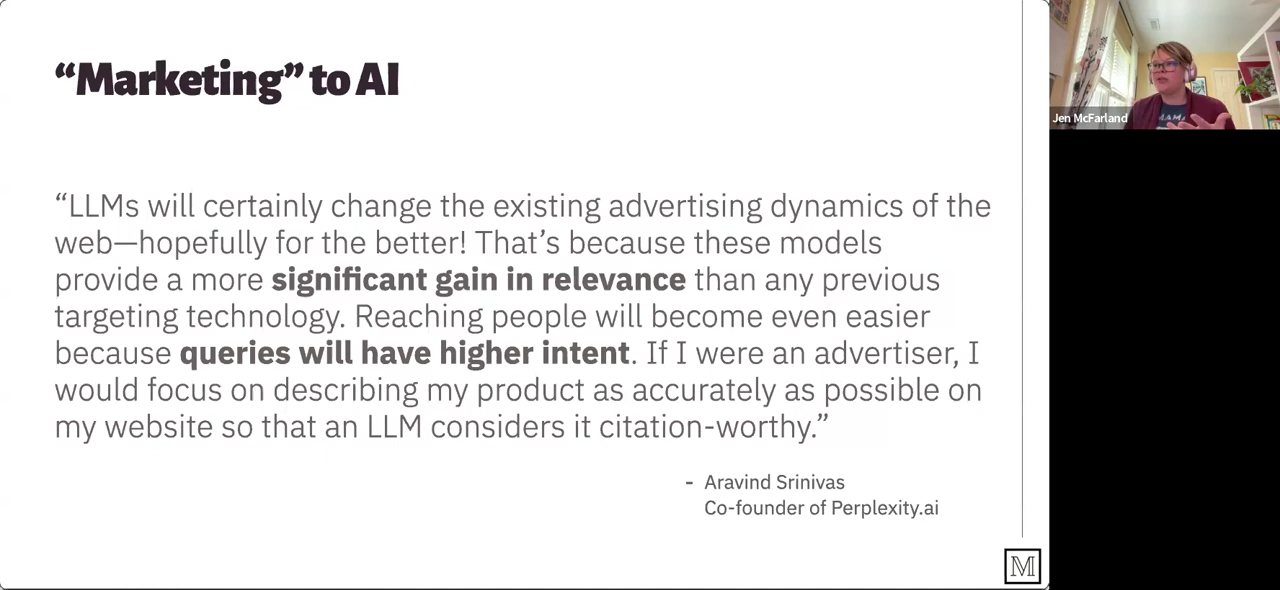 “Marketing” to AI
“LLMs will certainly change the existing advertising dynamics of the
web—hopefully for the better! That’s because these models
provide a more significant gain in relevance than any previous
targeting technology. Reaching people will become even easier
because queries will have higher intent. If I were an advertiser, I
would focus on describing my product as accurately as possible on
my website so that an LLM considers it citation-worthy.”
- Aravind Srinivas
Co-founder of Perplexity.ai
M
Jen McFarland
MAMA